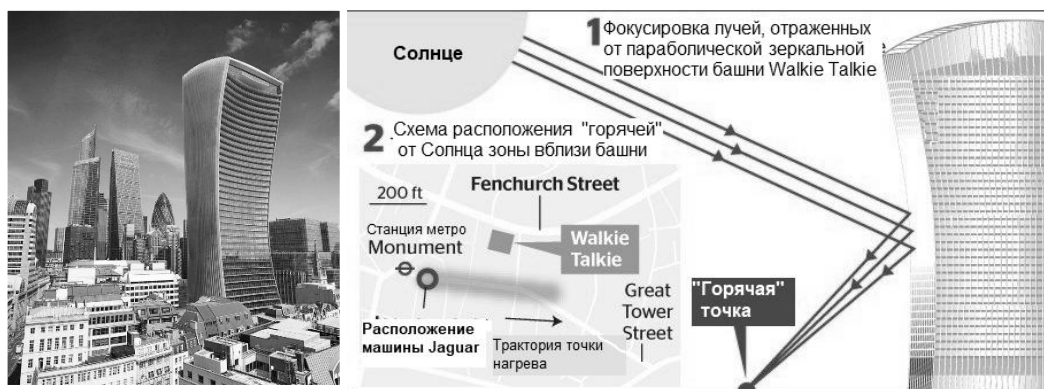 Солнце
1 Фокусировка лучей, отраженных
от параболической зеркальной
поверхности башни Walkie Talkie
2 Схема расположения "горячей"
от Солнца зоны вблизи башни
200 ft
Fenchurch Street
Станция метро
Monument
Walkie
Talkie
Great
Tower
Street
Расположение
машины Jaguar
Трактория точки
нагрева
"Горячая"
точка